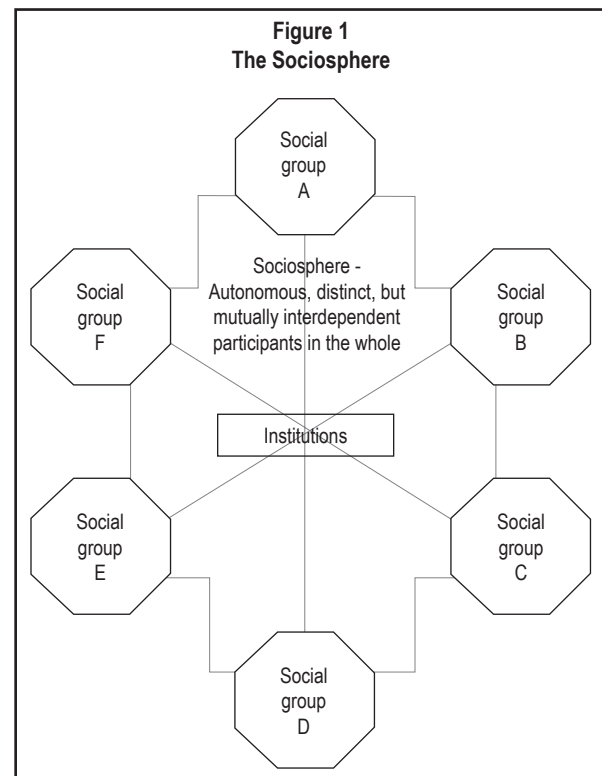 Figure 1
The Sociosphere
Social
group
A
Sociosphere -
Autonomous, distinct, but
mutually interdependent
participants in the whole
Social
group
F
Social
group
B
Institutions
Social
group
E
Social
group
C
Social
group
D